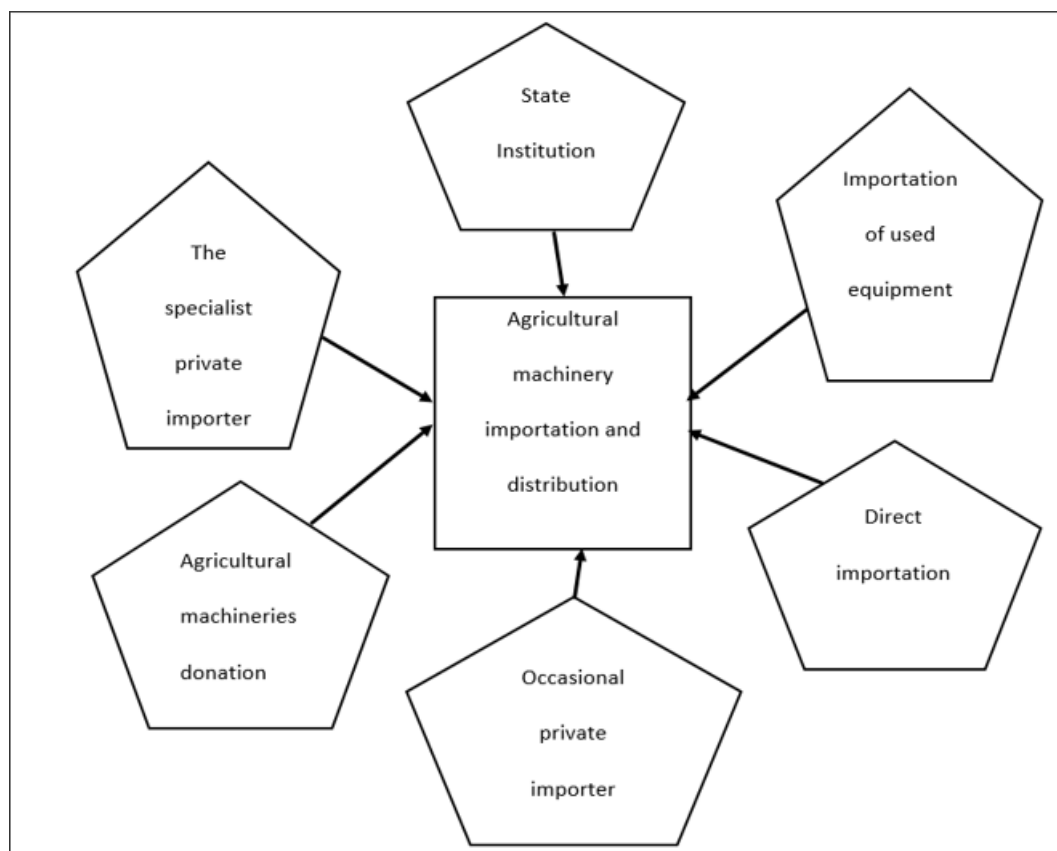 State
Institution
Importation
of used
equipment
The
specialist
private
importer
Agricultural
machinery
importation and
distribution
Direct
importation
Agricultural
machineries
donation
Occasional
private
importer